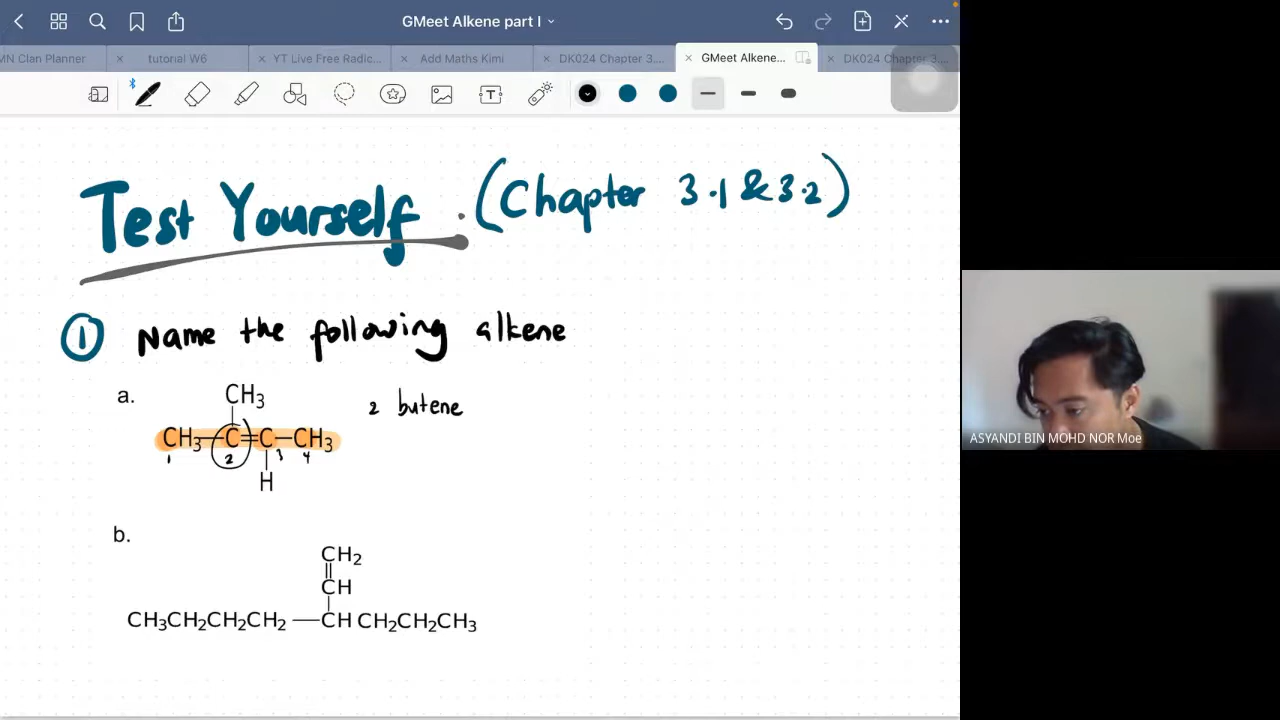 GMeet Alkene part I
MN Clan Planner
tutorial W6
YT Live Free Radic...
Add Maths Kimi
DK024 Chapter 3....
GMeet Alkene...
DK024 Chapter 3....
Test Yourself (Chapter 3.1 & 3.2)
1 Name the following alkene
a.
CH3
2 butene
CH3—C=C—CH3
1 2 3 4
H
b.
CH2
CH
CH3CH2CH2CH2 —CH CH2CH2CH3
ASYANDI BIN MOHD NOR Moe